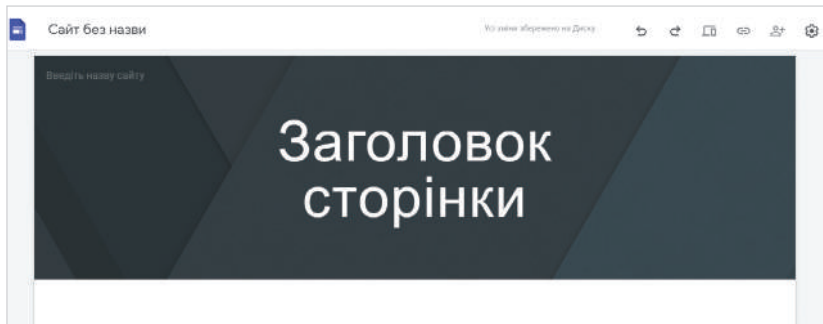 Сайт без назви
Усі зміни збережено на Диску
Введіть назву сайту
Заголовок
сторінки